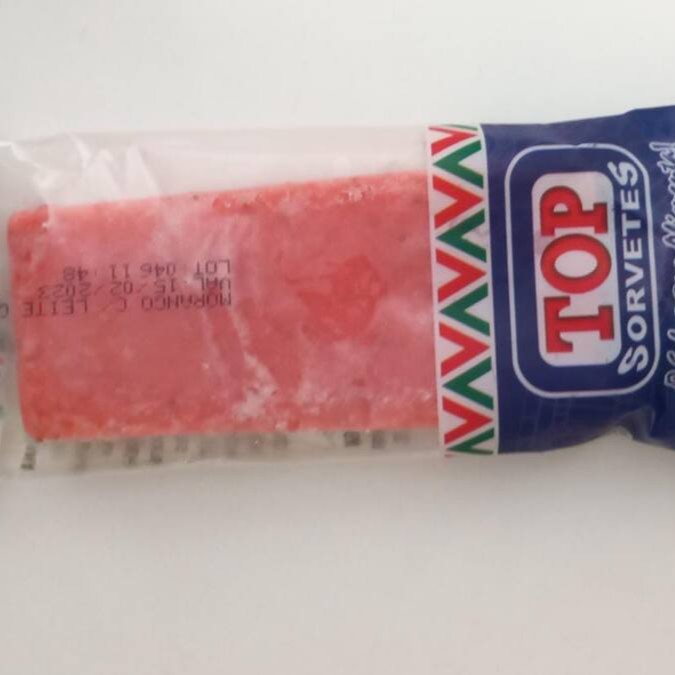 TOP
SORVETES
MORANGO C/ LEITE
VAL 15/02/2023
LOT 046 11:48